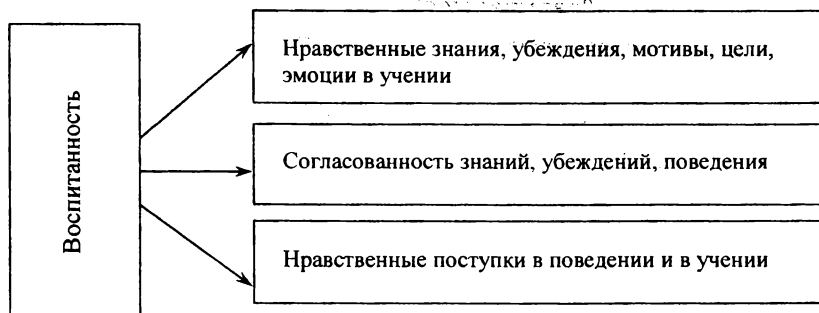 Воспитанность
Нравственные знания, убеждения, мотивы, цели,
эмоции в учении
Согласованность знаний, убеждений, поведения
Нравственные поступки в поведении и в учении